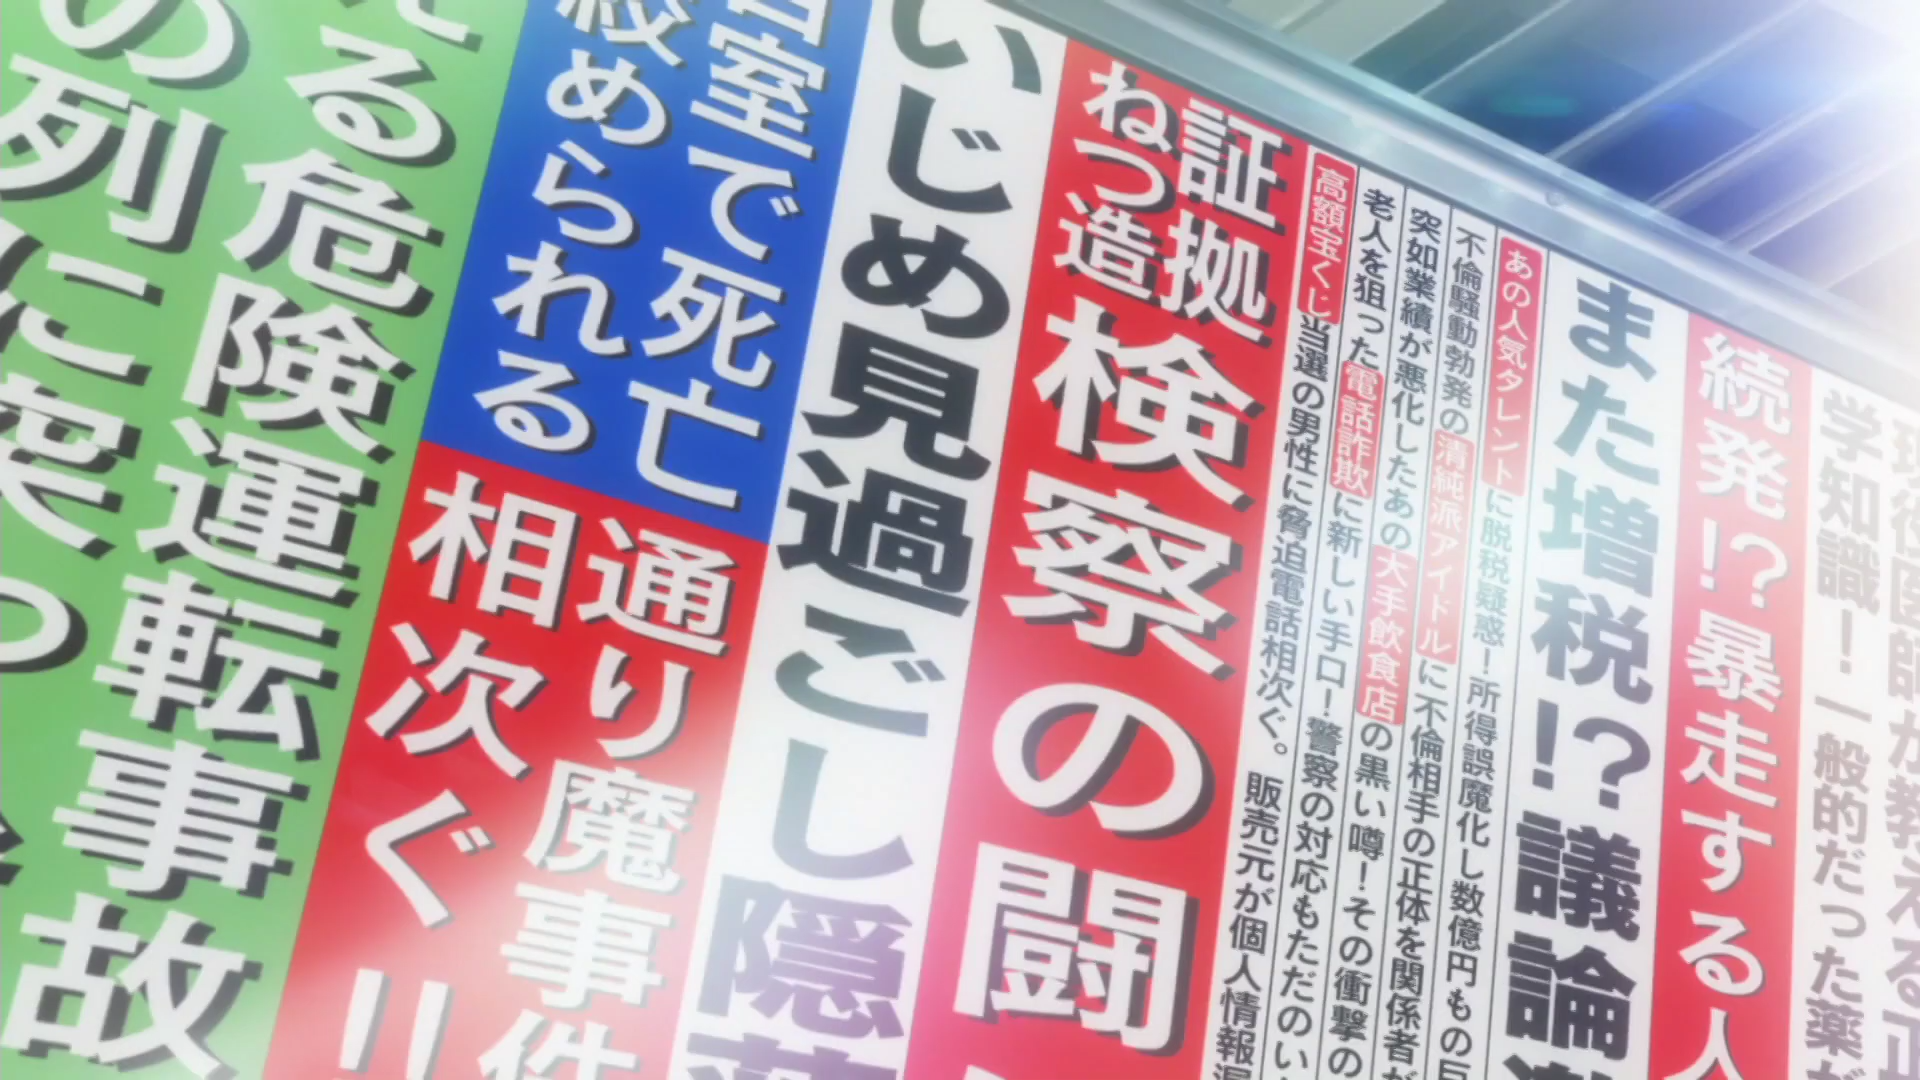 学知識！一般的だった薬が
続発!?暴走する人
また増税!?議論
あの人気タレントに脱税疑惑！所得誤魔化し数億円もの巨
不倫騒動勃発の清純派アイドルに不倫相手の正体を関係者が
突如業績が悪化したあの大手飲食店の黒い噂！その衝撃の
老人を狙った電話詐欺に新しい手口！警察の対応もただのい
高額宝くじ当選の男性に脅迫電話相次ぐ。販売元が個人情報漏
証拠ねつ造検察の闇
いじめ見過ごし隠蔽
室で死亡
絞められる
通り魔事件
相次ぐ!!
る危険運転事故
の列に突っ